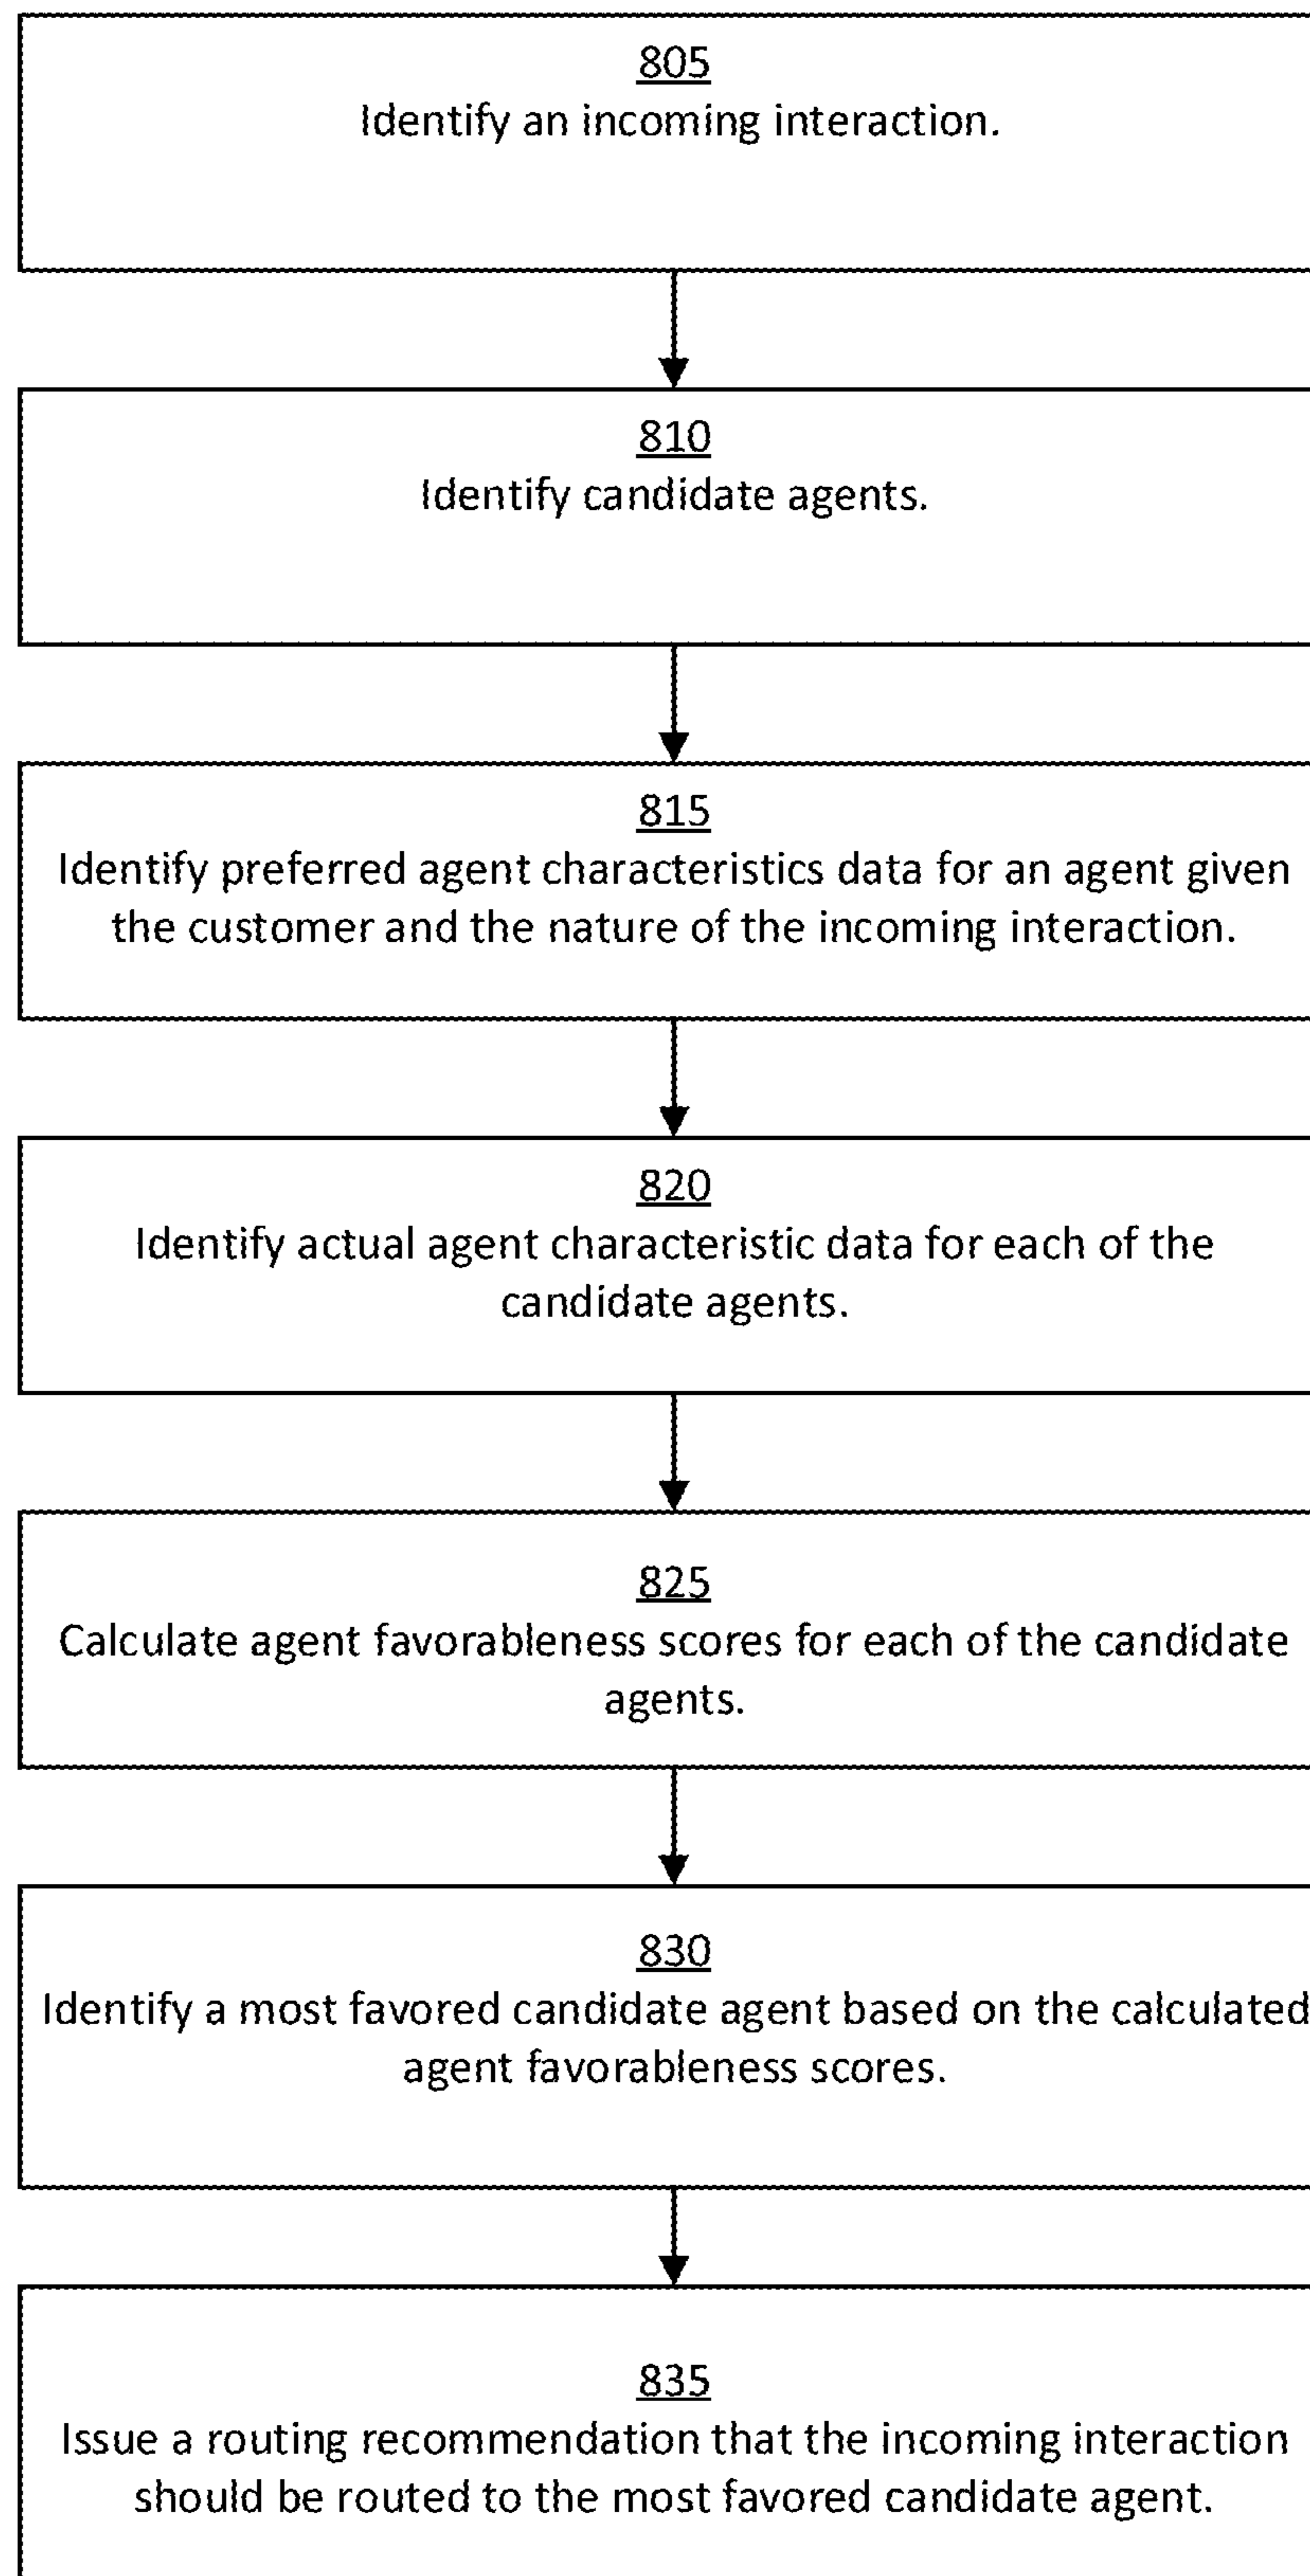 805
Identify an incoming interaction.
810
Identify candidate agents.
815
Identify preferred agent characteristics data for an agent given
the customer and the nature of the incoming interaction.
820
Identify actual agent characteristic data for each of the
candidate agents.
825
Calculate agent favorableness scores for each of the candidate
agents.
830
Identify a most favored candidate agent based on the calculated
agent favorableness scores.
835
Issue a routing recommendation that the incoming interaction
should be routed to the most favored candidate agent.